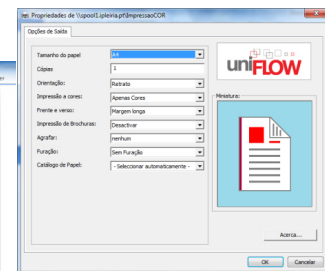 Propriedades de \\spool1.ipleiria.pt\ImpressaoCOR
Opções de Saída
Tamanho do papel A4
Cópias 1
Orientação: Retrato
Impressão a cores: Apenas Cores
Frente e verso: Margem longa
Impressão de Brochuras: Desactivar
Agrafar: nenhum
Furação: Sem Furação
Catálogo de Papel: - Seleccionar automaticamente -
uniFLOW
Miniatura:
Acerca...
OK Cancelar